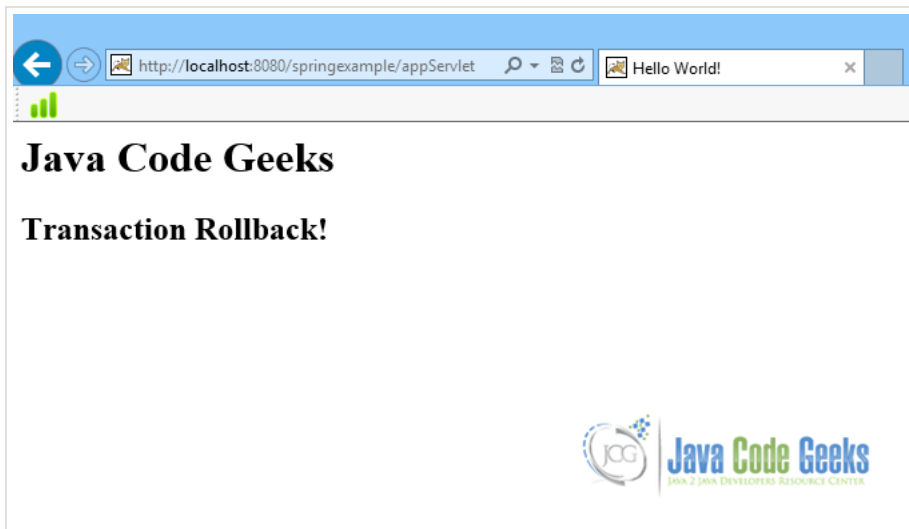 http://localhost:8080/springexample/appServlet
Hello World!
Java Code Geeks
Transaction Rollback!
JCG
Java Code Geeks
JAVA 2 JAVA DEVELOPERS RESOURCE CENTER